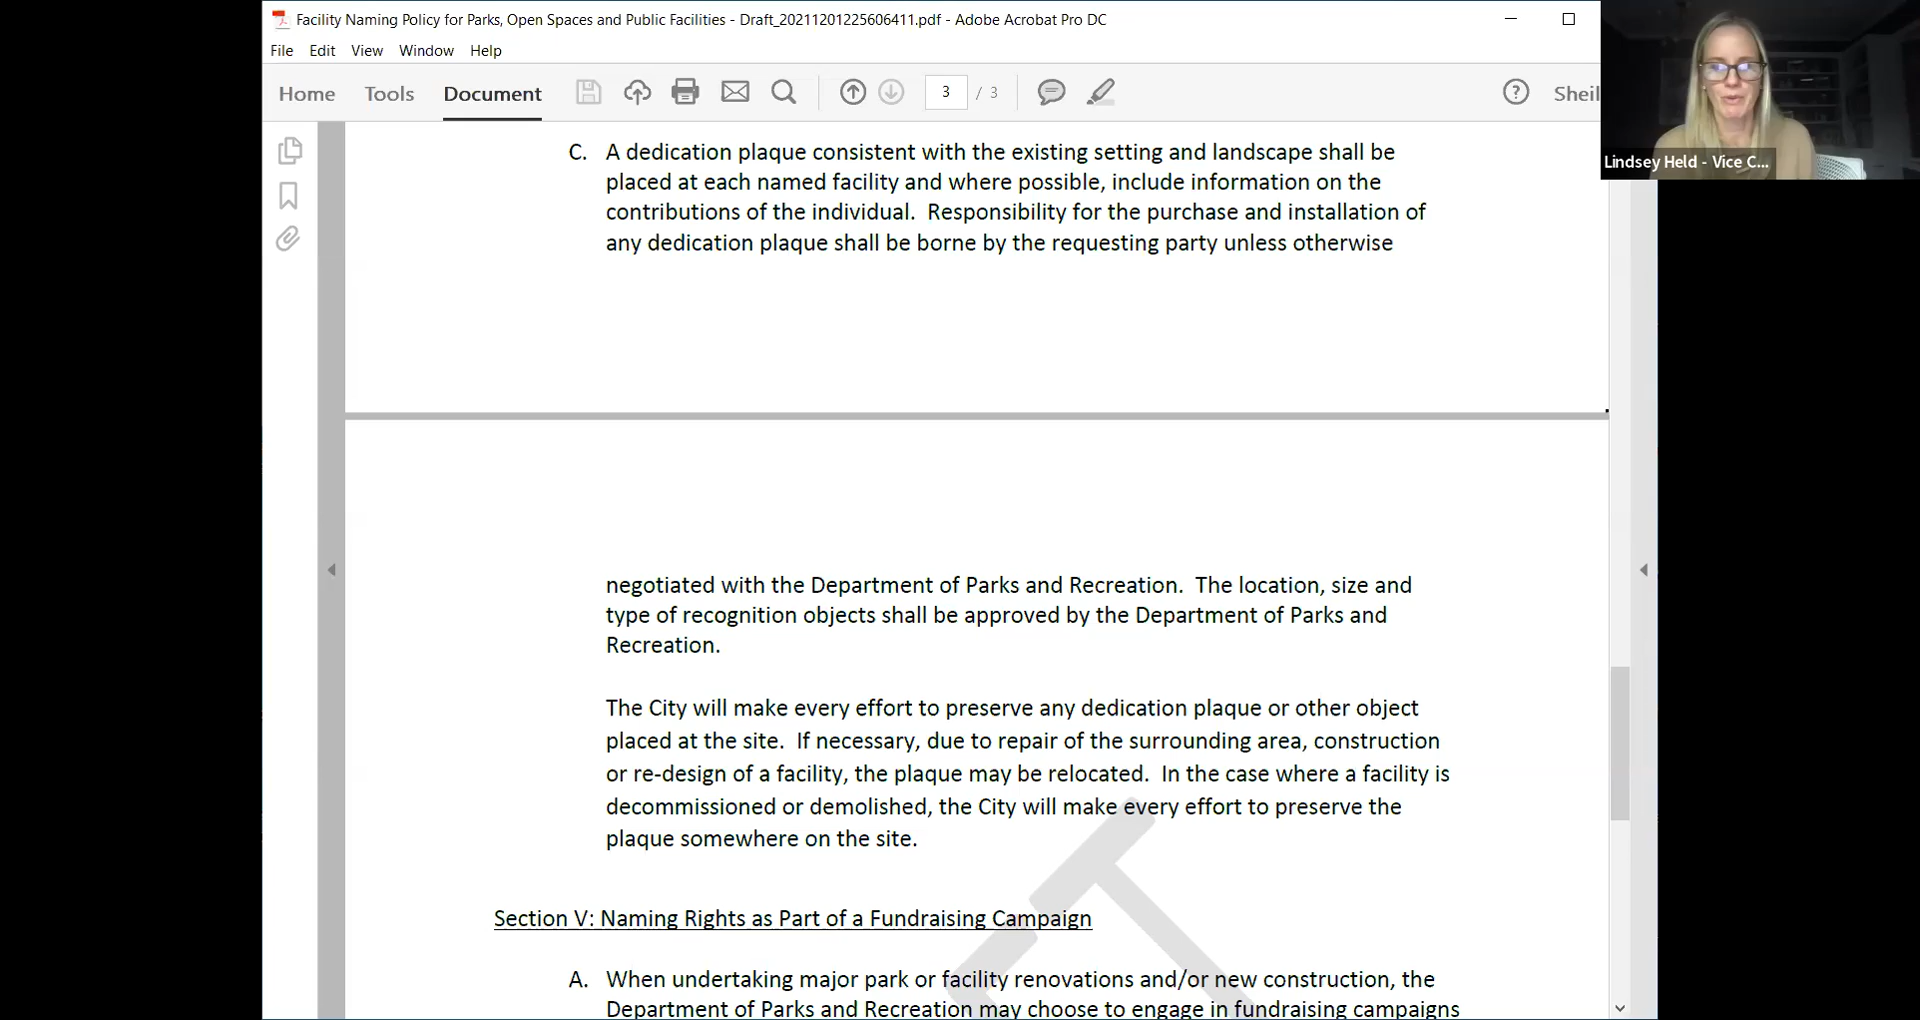 Facility Naming Policy for Parks, Open Spaces and Public Facilities - Draft_20211201225606411.pdf - Adobe Acrobat Pro DC
File Edit View Window Help
Home Tools Document 3 / 3 Sheil
Lindsey Held - Vice C...
C. A dedication plaque consistent with the existing setting and landscape shall be
placed at each named facility and where possible, include information on the
contributions of the individual. Responsibility for the purchase and installation of
any dedication plaque shall be borne by the requesting party unless otherwise
negotiated with the Department of Parks and Recreation. The location, size and
type of recognition objects shall be approved by the Department of Parks and
Recreation.
The City will make every effort to preserve any dedication plaque or other object
placed at the site. If necessary, due to repair of the surrounding area, construction
or re-design of a facility, the plaque may be relocated. In the case where a facility is
decommissioned or demolished, the City will make every effort to preserve the
plaque somewhere on the site.
Section V: Naming Rights as Part of a Fundraising Campaign
A. When undertaking major park or facility renovations and/or new construction, the
Department of Parks and Recreation may choose to engage in fundraising campaigns